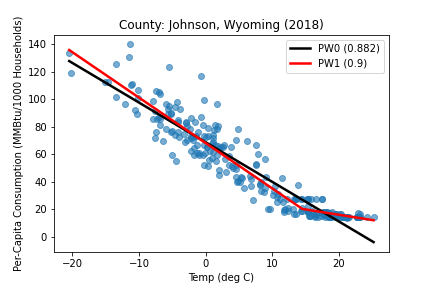 County: Johnson, Wyoming (2018)
PW0 (0.882)
PW1 (0.9)
Per-Capita Consumption (MMBtu/1000 Households)
140
120
100
80
60
40
20
0
−20 −10 0 10 20
Temp (deg C)